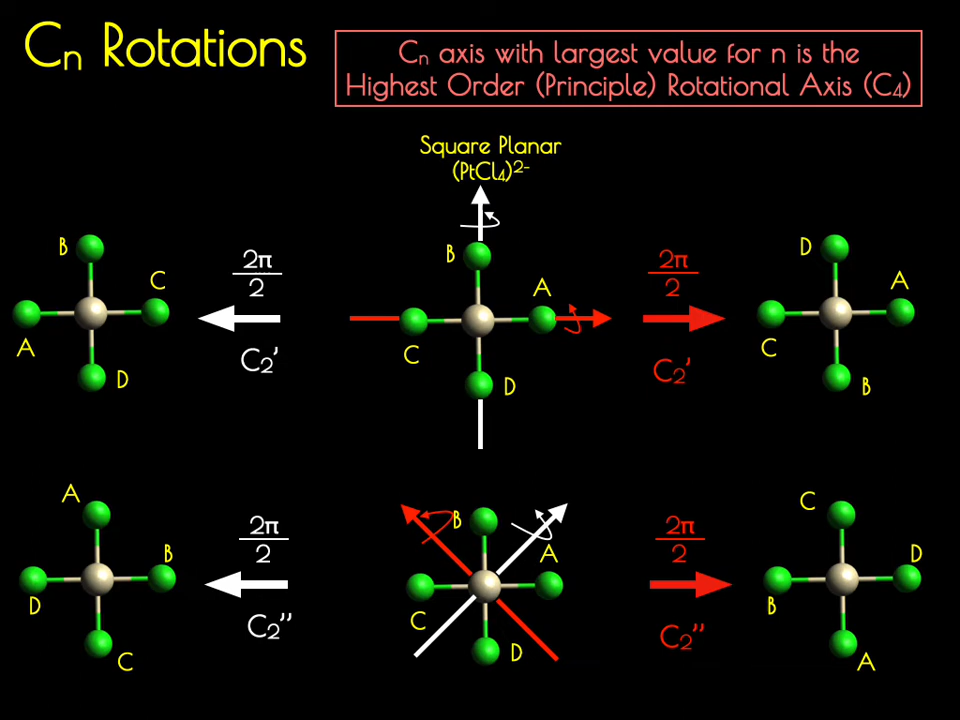 Cn Rotations
Cn axis with largest value for n is the
Highest Order (Principle) Rotational Axis (C4)
Square Planar
(PtCl4)2-
B
C
A
D
2π
2
C2'
B
A
C
D
2π
2
C2'
D
A
C
B
A
B
D
C
2π
2
C2”
B
A
C
D
2π
2
C2”
C
D
B
A